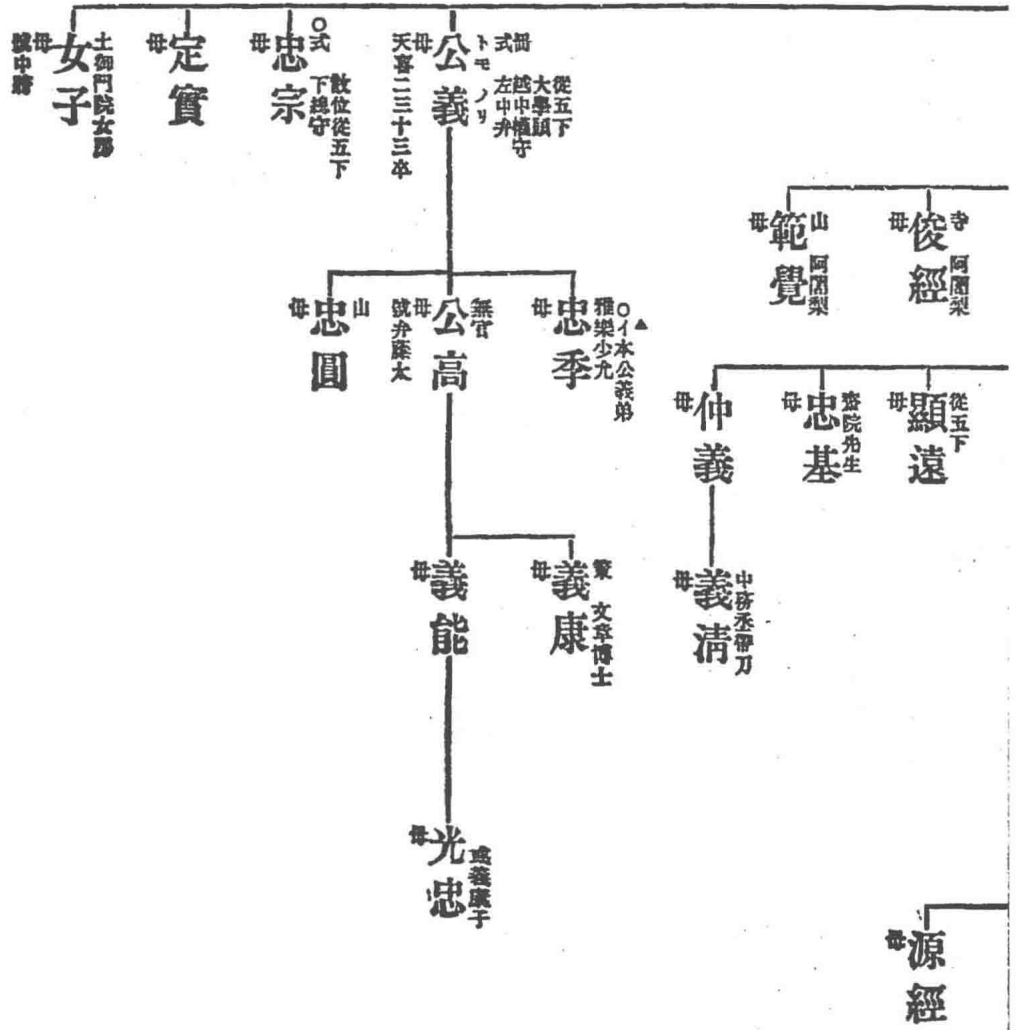 従五下
大學頭
越中權守
左中弁
式
トモノリ
公義
母
天喜二三十三卒
式
散位從五下
下總守
忠宗
母
定實
母
土御門院女房
女子
母
寺
阿闍梨
俊經
母
山
阿闍梨
範覺
母
▲
○イ本公義弟
雅樂少允
忠季
母
無官
公高
母
號弁藤太
山
忠圓
母
從五下
顯遠
母
齋院先生
忠基
母
仲義
母
中務丞帶刀
義淸
母
策
文章博士
義康
母
義能
母
或義康子
光忠
母
源經
母